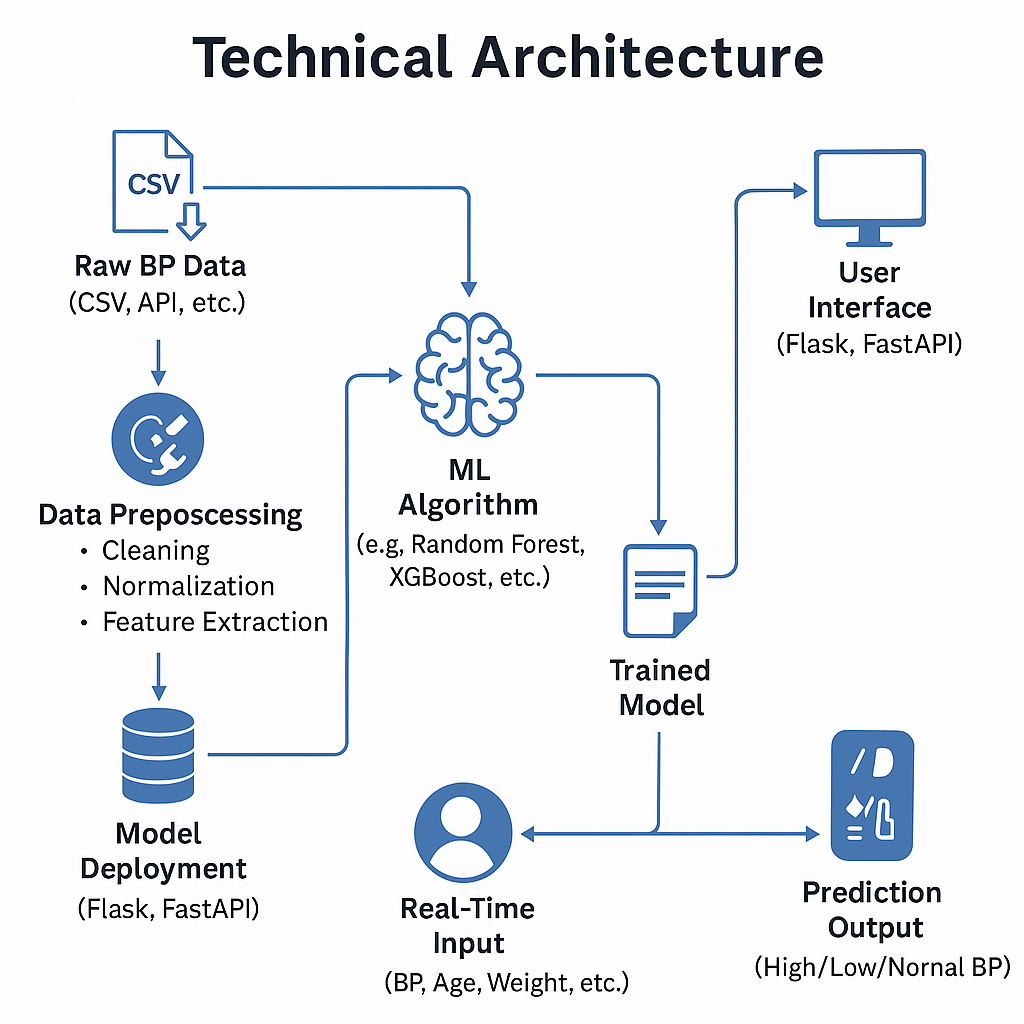 Technical Architecture
CSV
Raw BP Data
(CSV, API, etc.)
Data Preposcessing
• Cleaning
• Normalization
• Feature Extraction
Model
Deployment
(Flask, FastAPI)
ML
Algorithm
(e.g, Random Forest,
XGBoost, etc.)
Trained
Model
User
Interface
(Flask, FastAPI)
Real-Time
Input
(BP, Age, Weight, etc.)
Prediction
Output
(High/Low/Nornal BP)